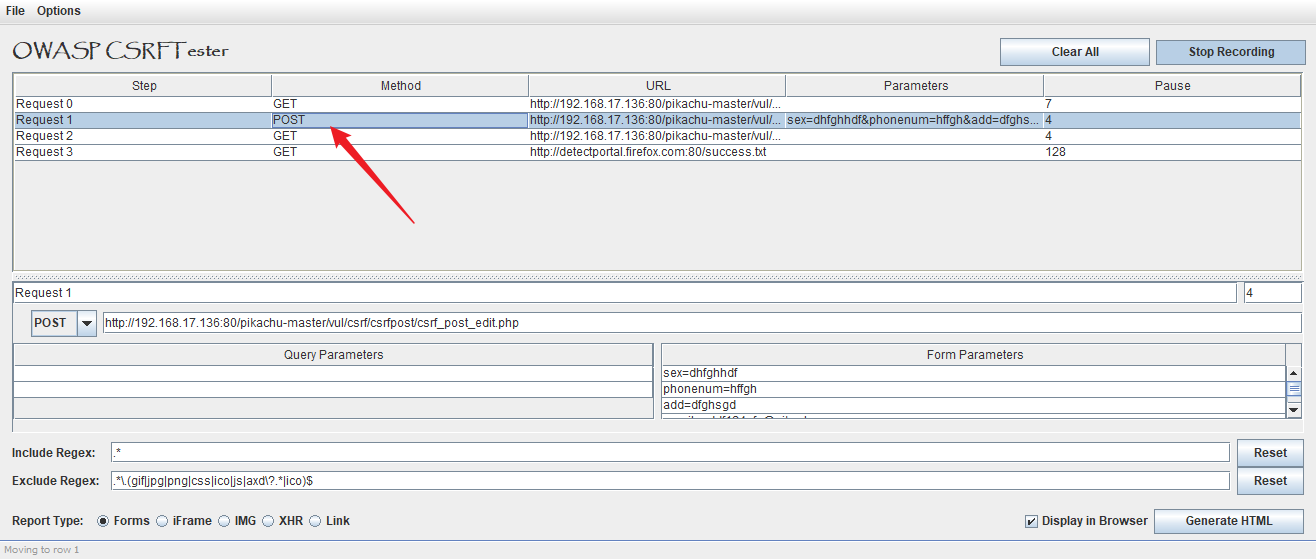 File Options
OWASP CSRFTester
Clear All
Stop Recording
Step Method URL Parameters Pause
Request 0 GET http://192.168.17.136:80/pikachu-master/vul/... 7
Request 1 POST http://192.168.17.136:80/pikachu-master/vul/... sex=dhfghhdf&phonenum=hffgh&add=dfghs... 4
Request 2 GET http://192.168.17.136:80/pikachu-master/vul/... 4
Request 3 GET http://detectportal.firefox.com:80/success.txt 128
Request 1 4
POST http://192.168.17.136:80/pikachu-master/vul/csrf/csrfpost/csrf_post_edit.php
Query Parameters Form Parameters
sex=dhfghhdf
phonenum=hffgh
add=dfghsgd
Include Regex: .* Reset
Exclude Regex: .*\.(gif|jpg|png|css|ico|js|axd\?.*|ico)$ Reset
Report Type: Forms iFrame IMG XHR Link Display in Browser Generate HTML
Moving to row 1